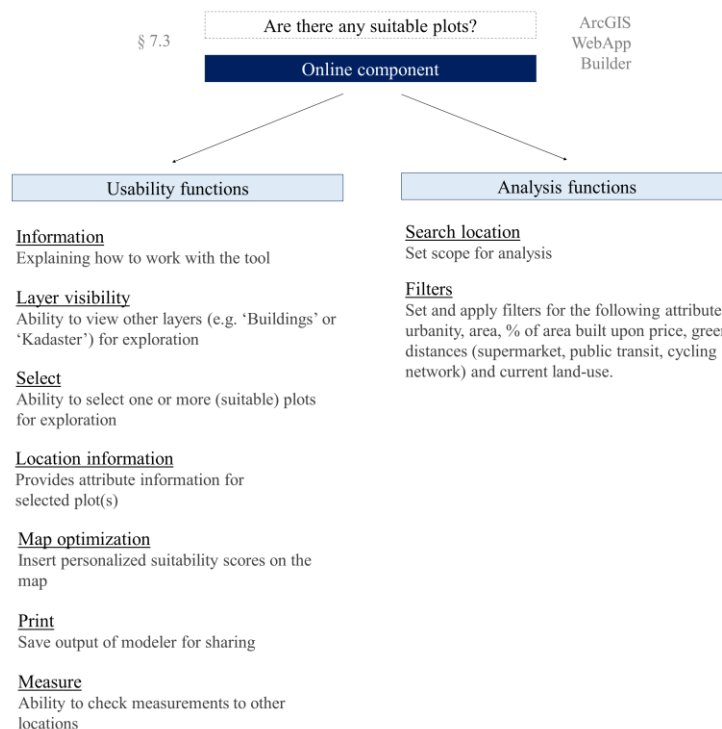 Are there any suitable plots?
§ 7.3
ArcGIS
WebApp
Builder
Online component
Usability functions
Information
Explaining how to work with the tool
Layer visibility
Ability to view other layers (e.g. ‘Buildings’ or
‘Kadaster’) for exploration
Select
Ability to select one or more (suitable) plots
for exploration
Location information
Provides attribute information for
selected plot(s)
Map optimization
Insert personalized suitability scores on the
map
Print
Save output of modeler for sharing
Measure
Ability to check measurements to other
locations
Analysis functions
Search location
Set scope for analysis
Filters
Set and apply filters for the following attribute
urbanity, area, % of area built upon price, green
distances (supermarket, public transit, cycling
network) and current land-use.